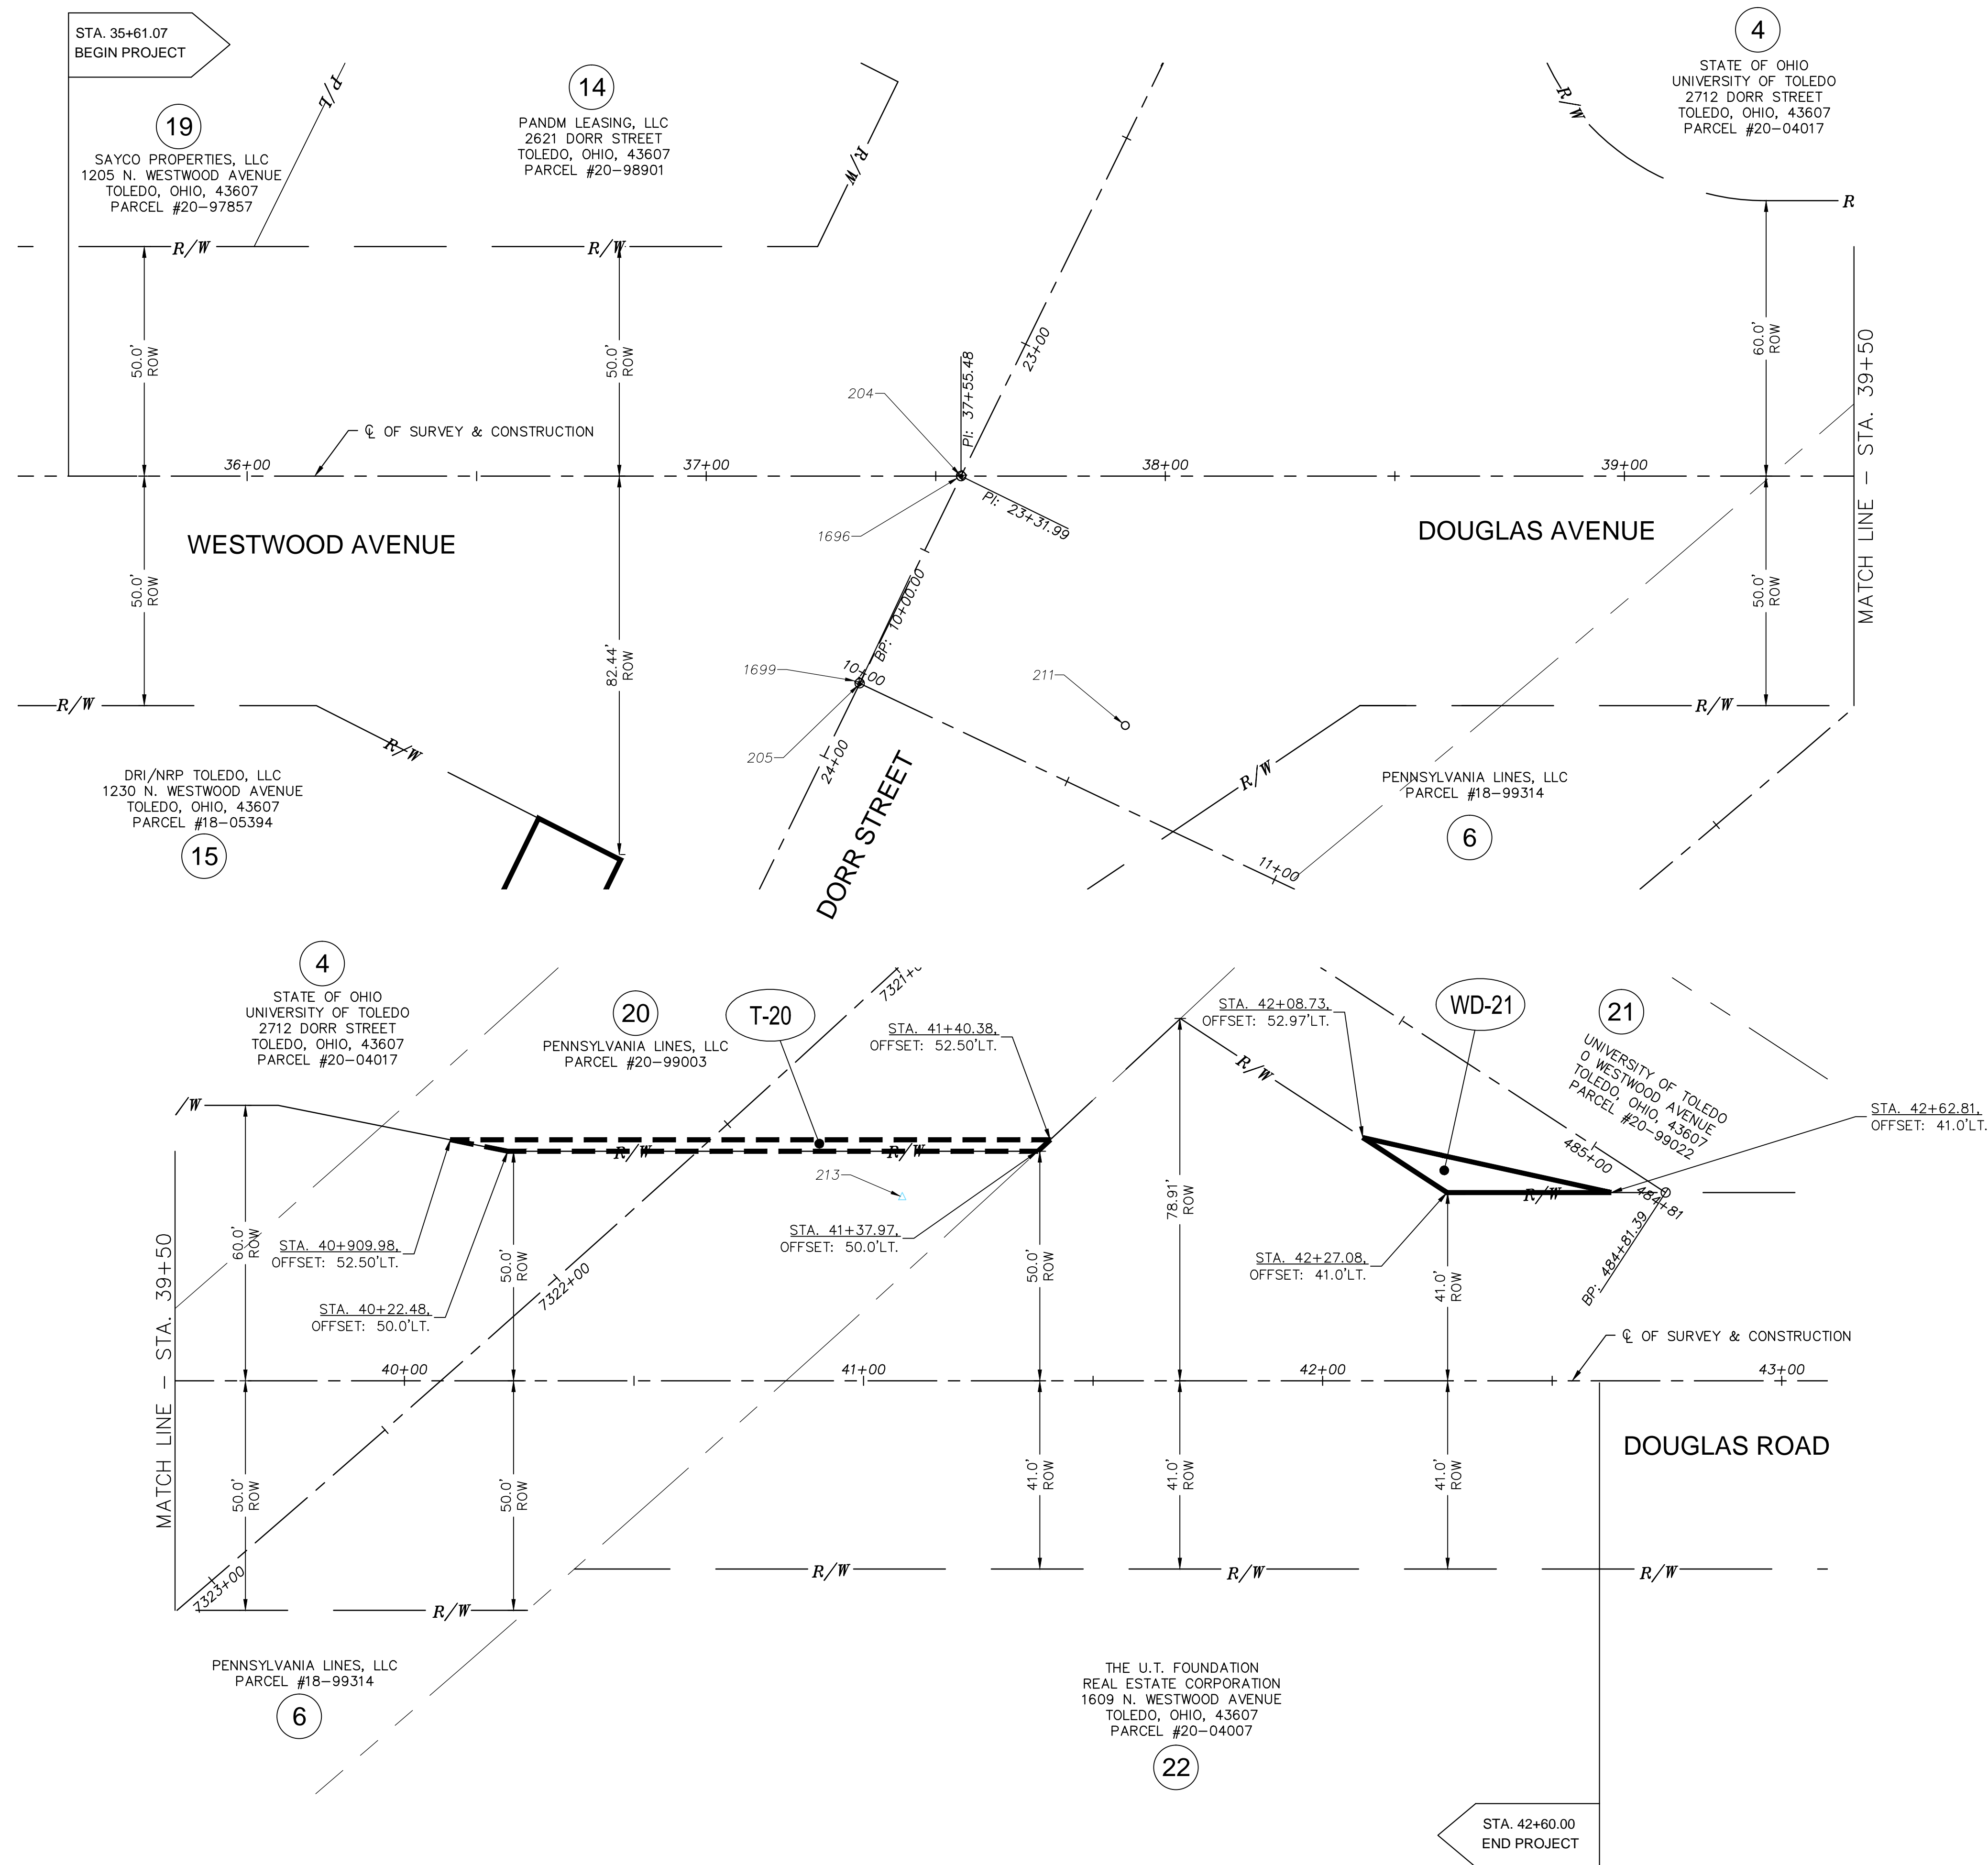 STA. 35+61.07
BEGIN PROJECT
19
SAYCO PROPERTIES, LLC
1205 N. WESTWOOD AVENUE
TOLEDO, OHIO, 43607
PARCEL #20-97857
P/L
14
PANDM LEASING, LLC
2621 DORR STREET
TOLEDO, OHIO, 43607
PARCEL #20-98901
R/W
R/W
4
STATE OF OHIO
UNIVERSITY OF TOLEDO
2712 DORR STREET
TOLEDO, OHIO, 43607
PARCEL #20-04017
R
R/W
R/W
50.0'
ROW
50.0'
ROW
60.0'
ROW
23+00
204
PI: 37+55.48
℄ OF SURVEY & CONSTRUCTION
36+00
37+00
38+00
39+00
MATCH LINE - STA. 39+50
PI: 23+31.99
1696
WESTWOOD AVENUE
DOUGLAS AVENUE
50.0'
ROW
82.44'
ROW
50.0'
ROW
BP: 10+00.00
10+00
1699
205
24+00
211
R/W
R/W
R/W
R/W
DORR STREET
11+00
DRI/NRP TOLEDO, LLC
1230 N. WESTWOOD AVENUE
TOLEDO, OHIO, 43607
PARCEL #18-05394
15
PENNSYLVANIA LINES, LLC
PARCEL #18-99314
6
4
STATE OF OHIO
UNIVERSITY OF TOLEDO
2712 DORR STREET
TOLEDO, OHIO, 43607
PARCEL #20-04017
20
PENNSYLVANIA LINES, LLC
PARCEL #20-99003
T-20
7321+
STA. 41+40.38,
OFFSET: 52.50'LT.
STA. 42+08.73,
OFFSET: 52.97'LT.
WD-21
21
UNIVERSITY OF TOLEDO
0 WESTWOOD AVENUE
TOLEDO, OHIO, 43607
PARCEL #20-99022
STA. 42+62.81,
OFFSET: 41.0'LT.
/W
R/W
R/W
R/W
R/W
485+00
484+81
BP: 484+81.39
213
STA. 41+37.97,
OFFSET: 50.0'LT.
STA. 40+909.98,
OFFSET: 52.50'LT.
STA. 40+22.48,
OFFSET: 50.0'LT.
STA. 42+27.08,
OFFSET: 41.0'LT.
60.0'
ROW
50.0'
ROW
50.0'
ROW
78.91'
ROW
41.0'
ROW
7322+00
℄ OF SURVEY & CONSTRUCTION
40+00
41+00
42+00
43+00
MATCH LINE - STA. 39+50
DOUGLAS ROAD
50.0'
ROW
50.0'
ROW
41.0'
ROW
41.0'
ROW
41.0'
ROW
7323+00
R/W
R/W
R/W
R/W
PENNSYLVANIA LINES, LLC
PARCEL #18-99314
6
THE U.T. FOUNDATION
REAL ESTATE CORPORATION
1609 N. WESTWOOD AVENUE
TOLEDO, OHIO, 43607
PARCEL #20-04007
22
STA. 42+60.00
END PROJECT